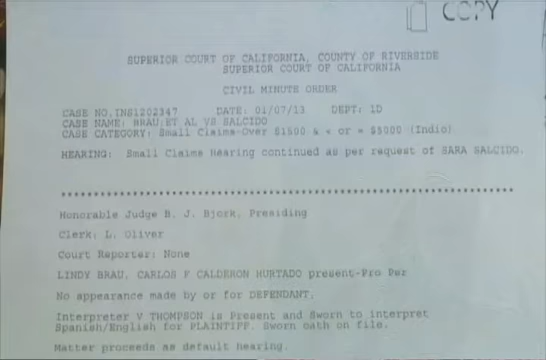 COPY
SUPERIOR COURT OF CALIFORNIA, COUNTY OF RIVERSIDE
SUPERIOR COURT OF CALIFORNIA
CIVIL MINUTE ORDER
CASE NO.INS1202347 DATE: 01/07/13 DEPT: 1D
CASE NAME: BRAU;ET AL VS SALCIDO
CASE CATEGORY: Small Claims-Over $1500 & < or = $5000 (Indio)
HEARING: Small Claims Hearing continued as per request of SARA SALCIDO.
Honorable Judge B. J. Bjork, Presiding
Clerk: L. Oliver
Court Reporter: None
LINDY BRAU, CARLOS F CALDERON HURTADO present-Pro Per
No appearance made by or for DEFENDANT.
Interpreter V THOMPSON is Present and Sworn to interpret
Spanish/English for PLAINTIFF. Sworn oath on file.
Matter proceeds as default hearing.